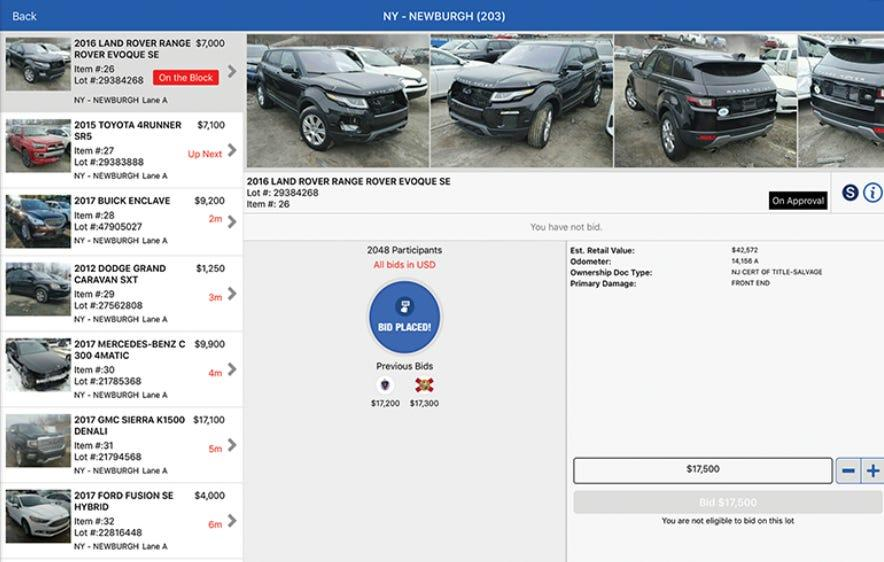 Back
NY - NEWBURGH (203)
2016 LAND ROVER RANGE $7,000
ROVER EVOQUE SE
Item #:26
Lot #:29384268
On the Block
NY - NEWBURGH Lane A
2015 TOYOTA 4RUNNER $7,100
SR5
Item #:27
Lot #:29383888
Up Next
NY - NEWBURGH Lane A
2017 BUICK ENCLAVE $9,200
Item #:28
2m
Lot #:47905027
NY - NEWBURGH Lane A
2012 DODGE GRAND $1,250
CARAVAN SXT
Item #:29
3m
Lot #:27562808
NY - NEWBURGH Lane A
2017 MERCEDES-BENZ C $9,900
300 4MATIC
Item #:30
4m
Lot #:21785368
NY - NEWBURGH Lane A
2017 GMC SIERRA K1500 $17,100
DENALI
Item #:31
5m
Lot #:21794568
NY - NEWBURGH Lane A
2017 FORD FUSION SE $4,000
HYBRID
Item #:32
6m
Lot #:22816448
NY - NEWBURGH Lane A
2016 LAND ROVER RANGE ROVER EVOQUE SE
Lot #: 29384268
Item #: 26
On Approval
S
i
You have not bid.
2048 Participants
All bids in USD
BID PLACED!
Previous Bids
$17,200 $17,300
Est. Retail Value: $42,572
Odometer: 14,156 A
Ownership Doc Type: NJ CERT OF TITLE-SALVAGE
Primary Damage: FRONT END
$17,500
Bid $17,500
You are not eligible to bid on this lot